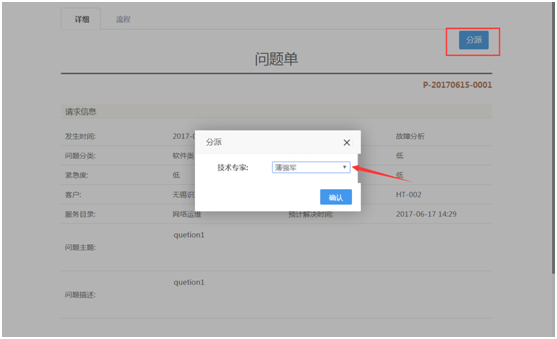 详细 流程
分派
问题单
P-20170615-0001
请求信息
发生时间: 2017-0 故障分析
问题分类: 软件类 低
紧急度: 低 低
客户: 无锡识 HT-002
服务目录: 网络运维 预计解决时间: 2017-06-17 14:29
问题主题: quetion1
问题描述: quetion1
分派
技术专家: 蒲强军
确认